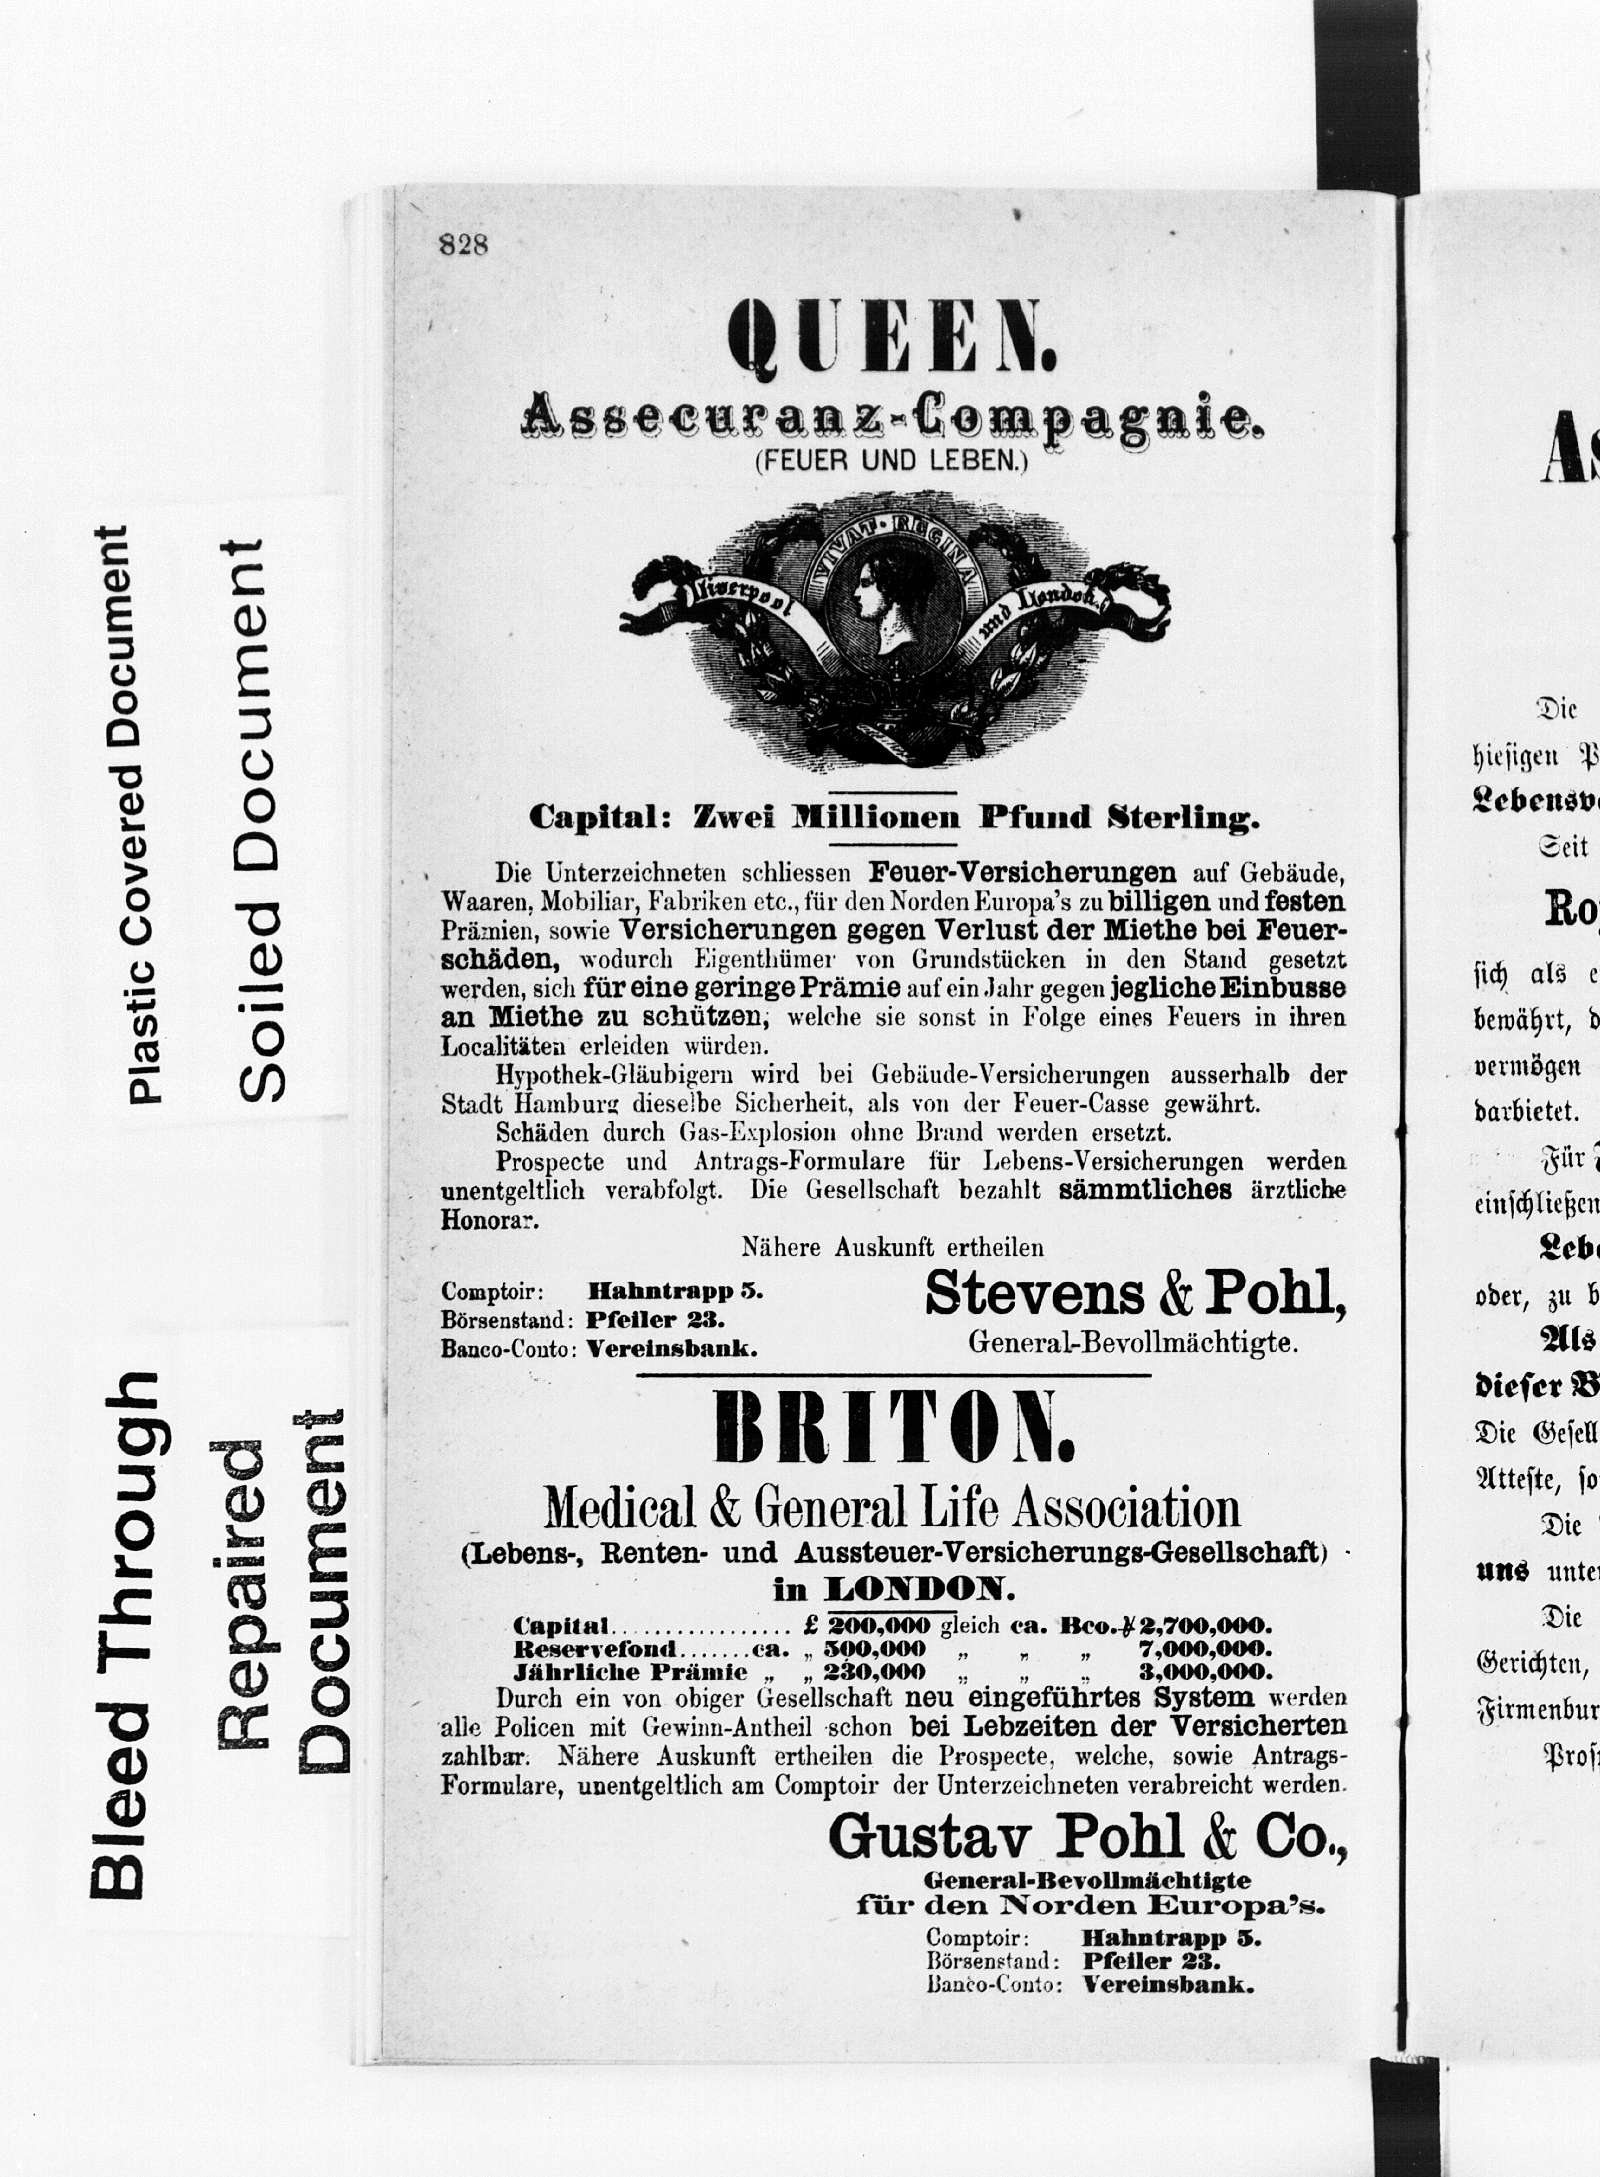 828
QUEEN.
Assecuranz-Compagnie.
(FEUER UND LEBEN.)
VIVAT · REGINA
Liverpool
und London.
Capital: Zwei Millionen Pfund Sterling.
Die Unterzeichneten schliessen Feuer-Versicherungen auf Gebäude,
Waaren, Mobiliar, Fabriken etc., für den Norden Europa's zu billigen und festen
Prämien, sowie Versicherungen gegen Verlust der Miethe bei Feuer-
schäden, wodurch Eigenthümer von Grundstücken in den Stand gesetzt
werden, sich für eine geringe Prämie auf ein Jahr gegen jegliche Einbusse
an Miethe zu schützen, welche sie sonst in Folge eines Feuers in ihren
Localitäten erleiden würden.
Hypothek-Gläubigern wird bei Gebäude-Versicherungen ausserhalb der
Stadt Hamburg dieselbe Sicherheit, als von der Feuer-Casse gewährt.
Schäden durch Gas-Explosion ohne Brand werden ersetzt.
Prospecte und Antrags-Formulare für Lebens-Versicherungen werden
unentgeltlich verabfolgt. Die Gesellschaft bezahlt sämmtliches ärztliche
Honorar.
Nähere Auskunft ertheilen
Comptoir: Hahntrapp 5.
Börsenstand: Pfeiler 23.
Banco-Conto: Vereinsbank.
Stevens & Pohl,
General-Bevollmächtigte.
BRITON.
Medical & General Life Association
(Lebens-, Renten- und Aussteuer-Versicherungs-Gesellschaft)
in LONDON.
Capital.................. £ 200,000 gleich ca. Bco.-ℳ 2,700,000.
Reservefond.......ca. „ 500,000 „ „ „ 7,000,000.
Jährliche Prämie „ „ 230,000 „ „ „ 3,000,000.
Durch ein von obiger Gesellschaft neu eingeführtes System werden
alle Policen mit Gewinn-Antheil schon bei Lebzeiten der Versicherten
zahlbar. Nähere Auskunft ertheilen die Prospecte, welche, sowie Antrags-
Formulare, unentgeltlich am Comptoir der Unterzeichneten verabreicht werden.
Gustav Pohl & Co.,
General-Bevollmächtigte
für den Norden Europa's.
Comptoir: Hahntrapp 5.
Börsenstand: Pfeiler 23.
Banco-Conto: Vereinsbank.
Plastic Covered Document
Soiled Document
Bleed Through
Repaired
Document
As
Die
hiesigen P
Lebensve
Seit
Ro
sich als e
bewährt, d
vermögen
darbietet.
Für
einschließen
Lebe
oder, zu b
Als
dieser B
Die Gesell
Atteste, so
Die
uns unter
Die
Gerichten,
Firmenbur
Prosp